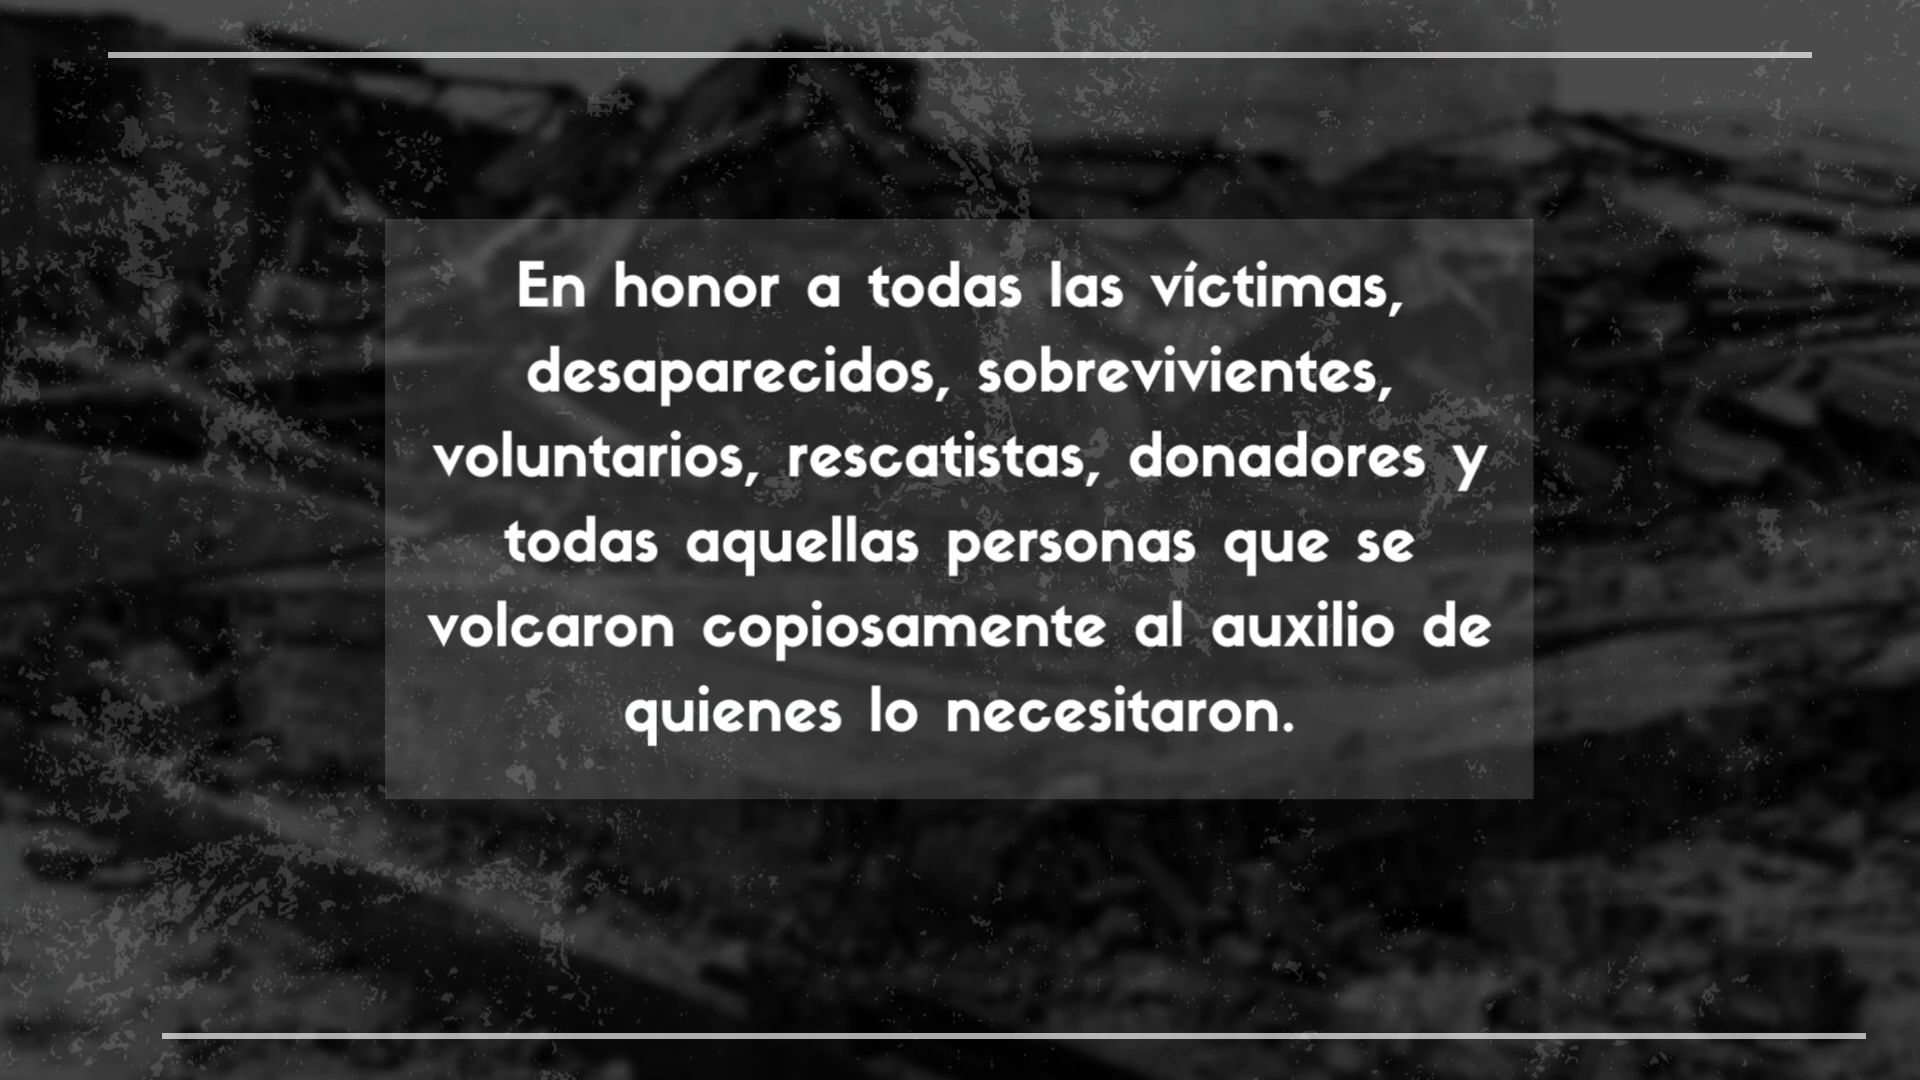 En honor a todas las víctimas,
desaparecidos, sobrevivientes,
voluntarios, rescatistas, donadores y
todas aquellas personas que se
volcaron copiosamente al auxilio de
quienes lo necesitaron.